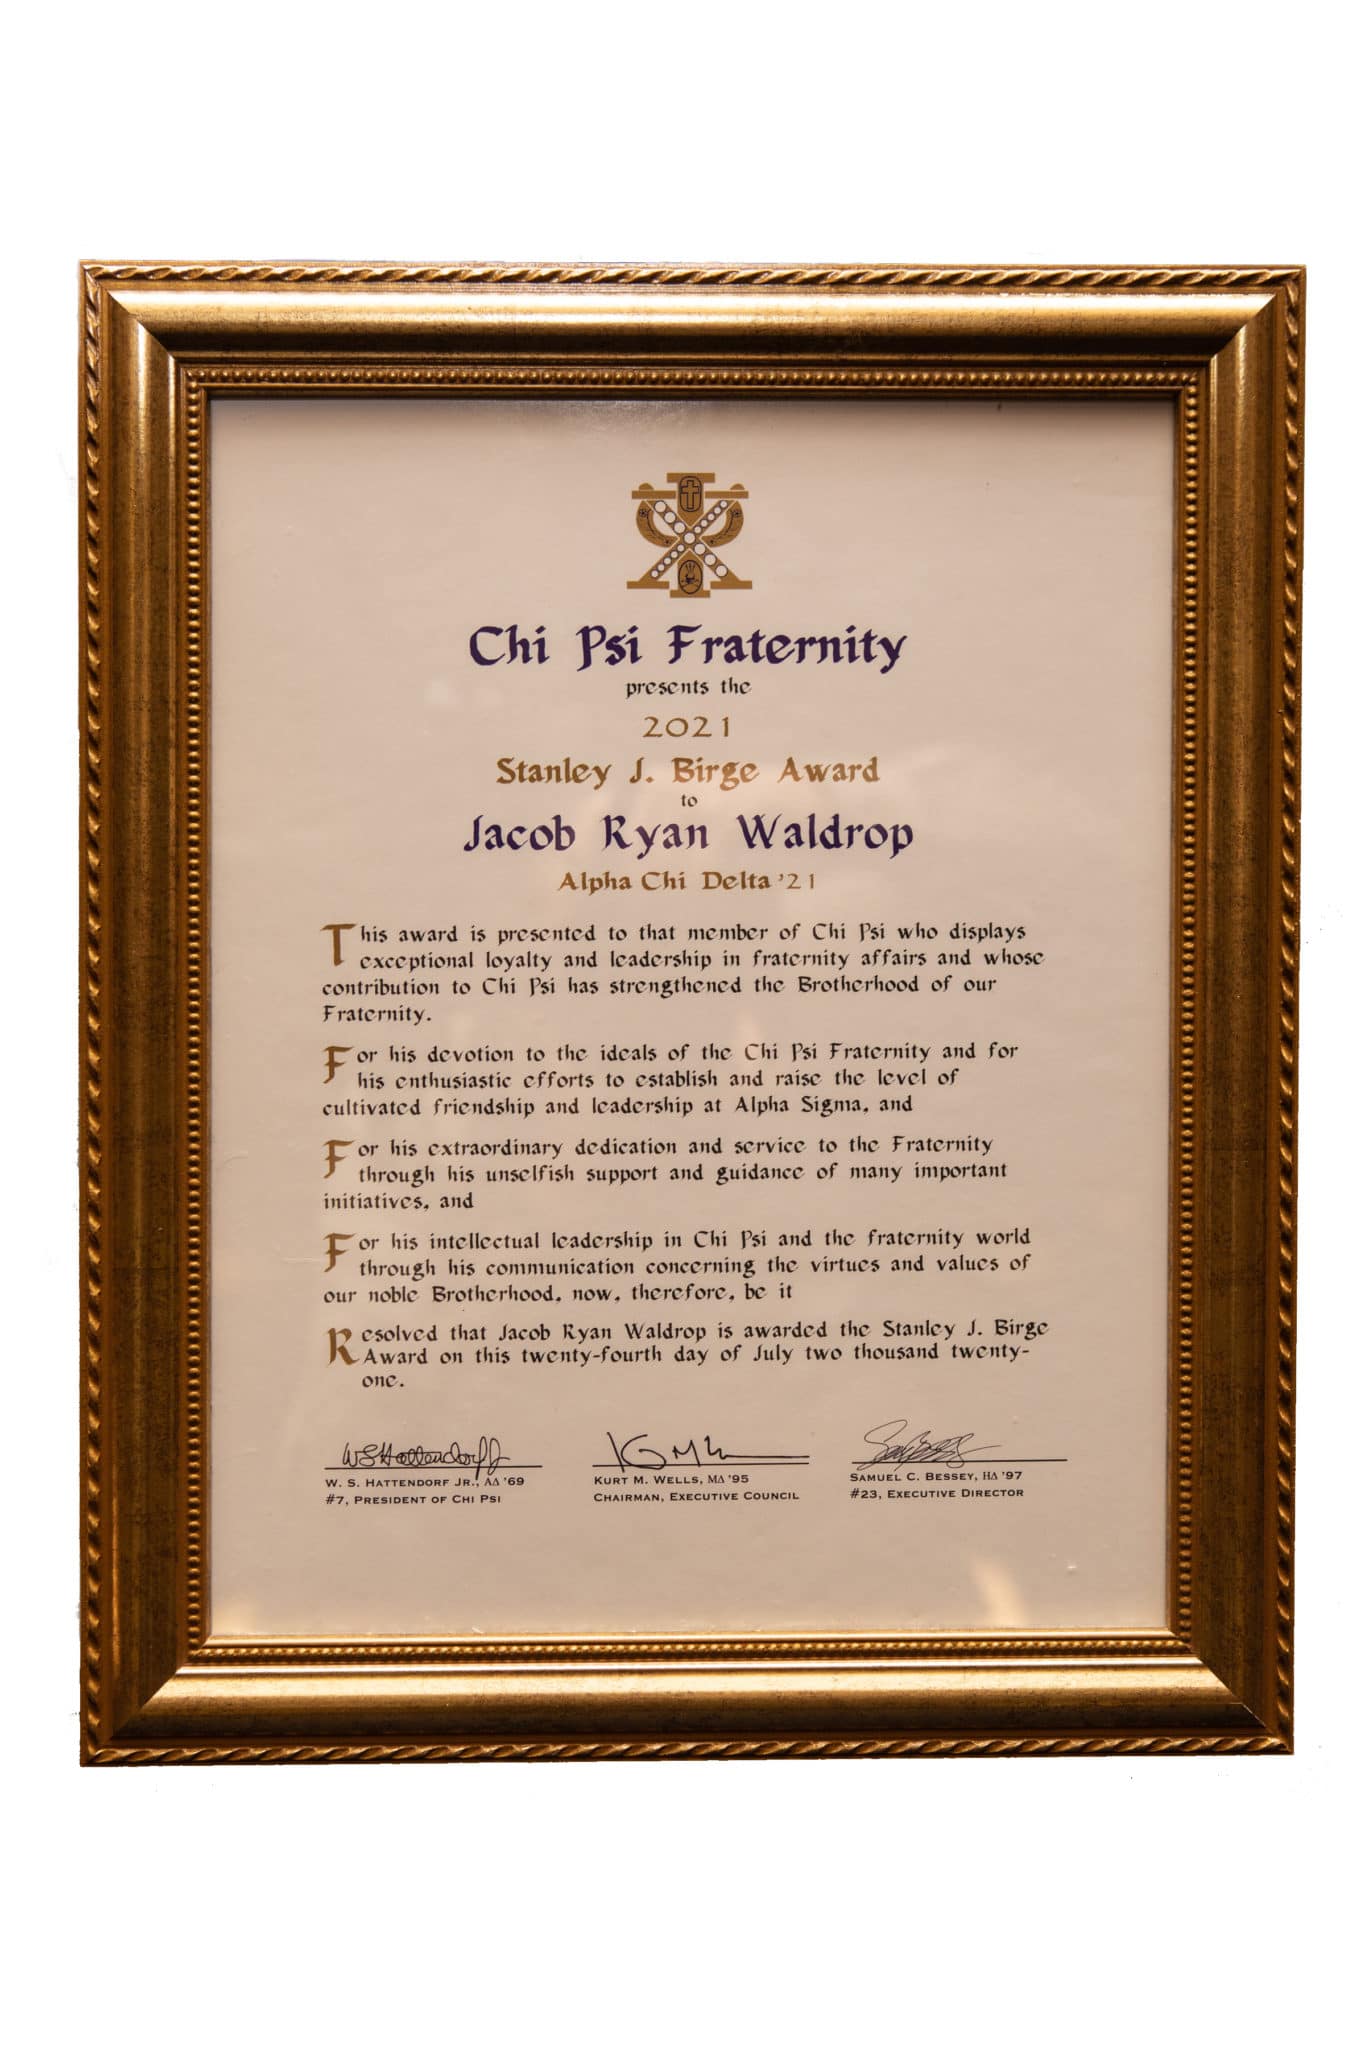 Chi Psi Fraternity
presents the
2021
Stanley J. Birge Award
to
Jacob Ryan Waldrop
Alpha Chi Delta '21
This award is presented to that member of Chi Psi who displays
exceptional loyalty and leadership in fraternity affairs and whose
contribution to Chi Psi has strengthened the Brotherhood of our
Fraternity.
For his devotion to the ideals of the Chi Psi Fraternity and for
his enthusiastic efforts to establish and raise the level of
cultivated friendship and leadership at Alpha Sigma, and
For his extraordinary dedication and service to the Fraternity
through his unselfish support and guidance of many important
initiatives, and
For his intellectual leadership in Chi Psi and the fraternity world
through his communication concerning the virtues and values of
our noble Brotherhood, now, therefore, be it
Resolved that Jacob Ryan Waldrop is awarded the Stanley J. Birge
Award on this twenty-fourth day of July two thousand twenty-
one.
WSHattendorf Jr
W. S. Hattendorf Jr., ΑΔ '69
#7, President of Chi Psi
Kurt M. Wells, ΜΔ '95
Chairman, Executive Council
Samuel C. Bessey, ΗΔ '97
#23, Executive Director